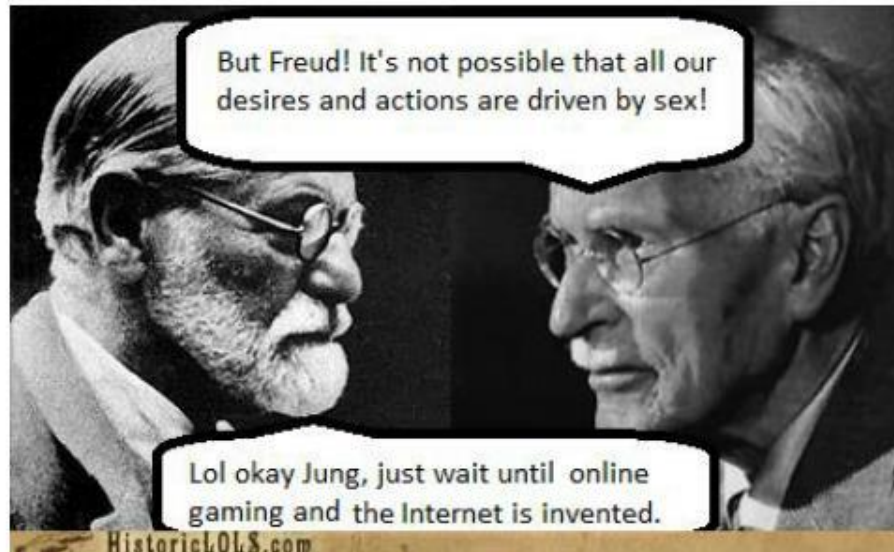 But Freud! It's not possible that all our
desires and actions are driven by sex!
Lol okay Jung, just wait until online
gaming and the Internet is invented.
HistoricLOLS.com